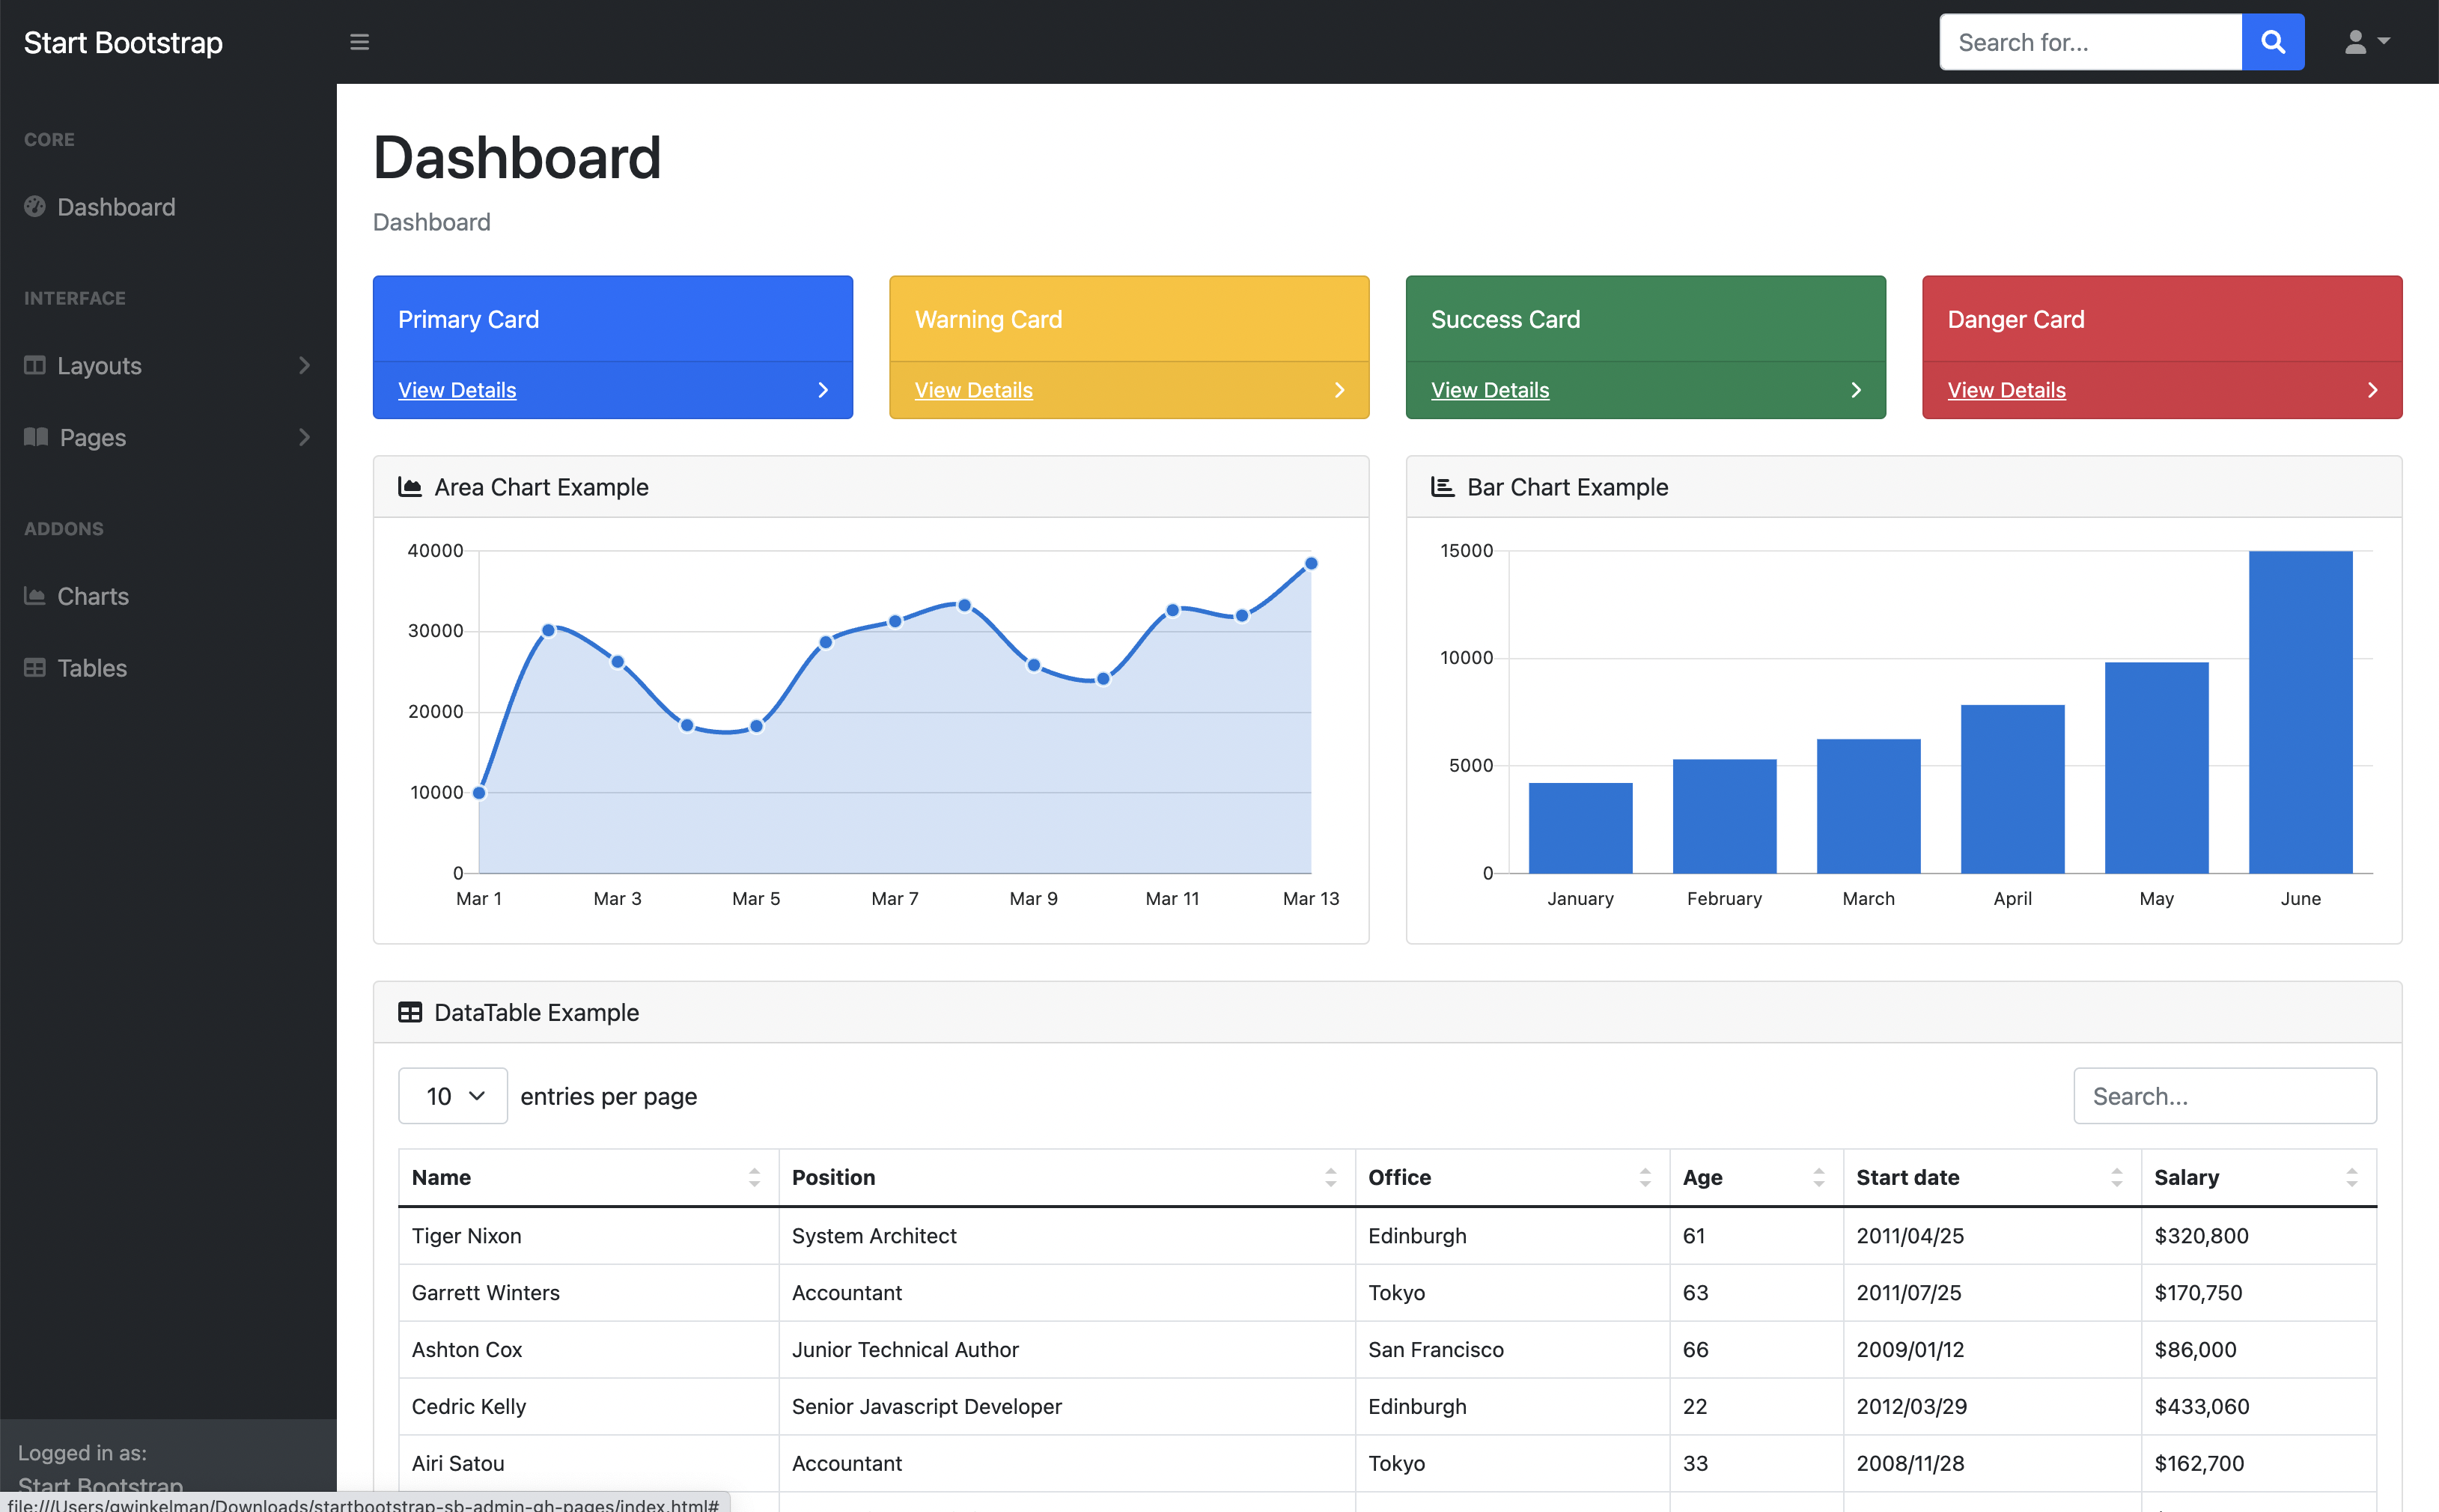 Start Bootstrap
Search for...
CORE
Dashboard
INTERFACE
Layouts
Pages
ADDONS
Charts
Tables
Logged in as:
Start Bootstrap
file:///Users/gwinkelman/Downloads/startbootstrap-sb-admin-gh-pages/index.html#
Dashboard
Dashboard
Primary Card
View Details
Warning Card
View Details
Success Card
View Details
Danger Card
View Details
Area Chart Example
40000
30000
20000
10000
0
Mar 1 Mar 3 Mar 5 Mar 7 Mar 9 Mar 11 Mar 13
Bar Chart Example
15000
10000
5000
0
January February March April May June
DataTable Example
10 entries per page
Search...
Name Position Office Age Start date Salary
Tiger Nixon System Architect Edinburgh 61 2011/04/25 $320,800
Garrett Winters Accountant Tokyo 63 2011/07/25 $170,750
Ashton Cox Junior Technical Author San Francisco 66 2009/01/12 $86,000
Cedric Kelly Senior Javascript Developer Edinburgh 22 2012/03/29 $433,060
Airi Satou Accountant Tokyo 33 2008/11/28 $162,700